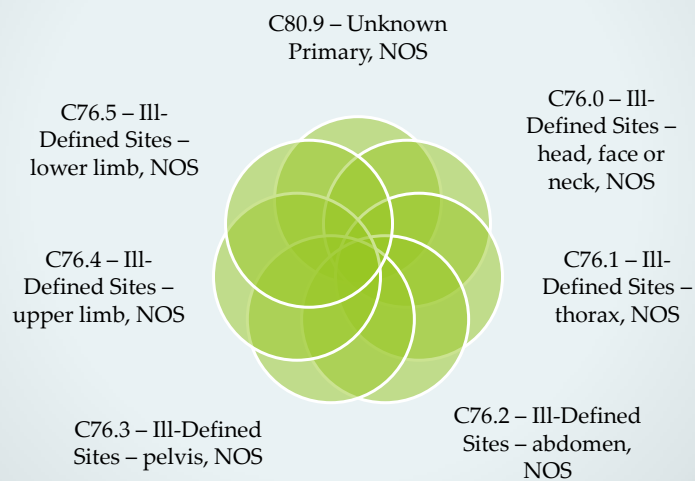 C80.9 – Unknown
Primary, NOS
C76.0 – Ill-
Defined Sites –
head, face or
neck, NOS
C76.1 – Ill-
Defined Sites –
thorax, NOS
C76.2 – Ill-Defined
Sites – abdomen,
NOS
C76.3 – Ill-Defined
Sites – pelvis, NOS
C76.4 – Ill-
Defined Sites –
upper limb, NOS
C76.5 – Ill-
Defined Sites –
lower limb, NOS